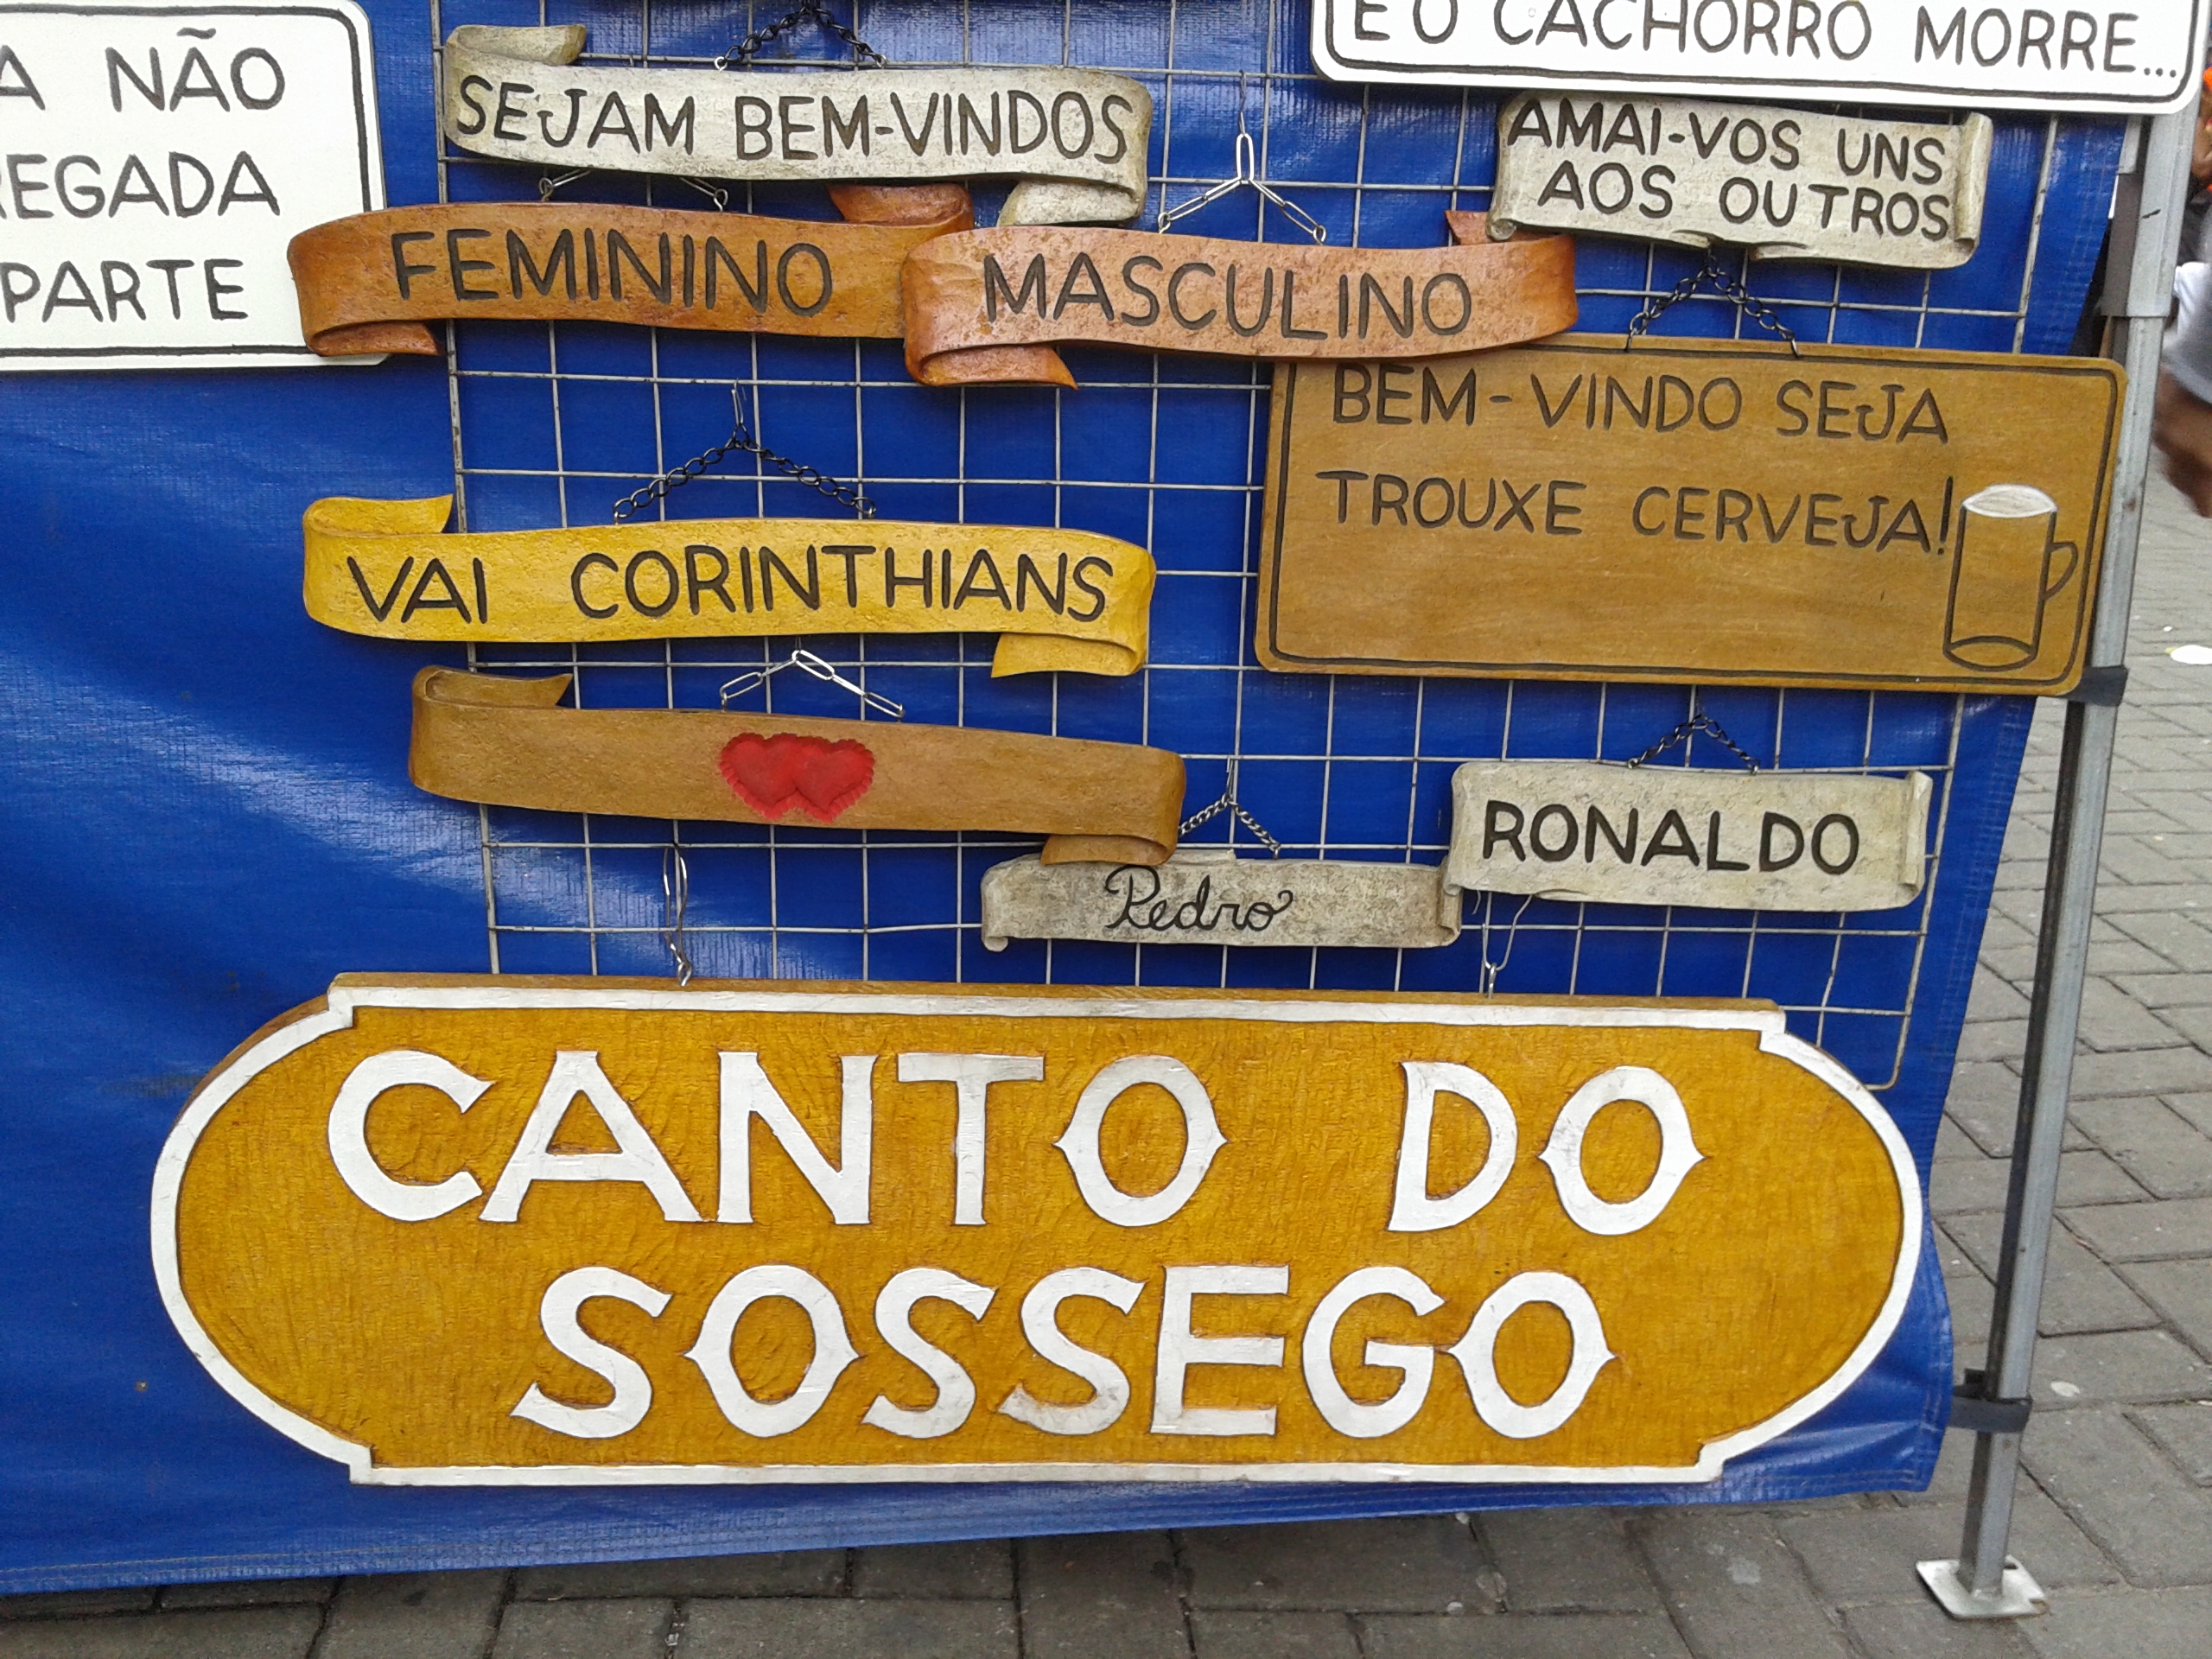 A NÃO
REGADA
PARTE
E O CACHORRO MORRE...
SEJAM BEM-VINDOS
AMAI-VOS UNS
AOS OUTROS
FEMININO
MASCULINO
BEM-VINDO SEJA
TROUXE CERVEJA!
VAI CORINTHIANS
RONALDO
Pedro
CANTO DO
SOSSEGO